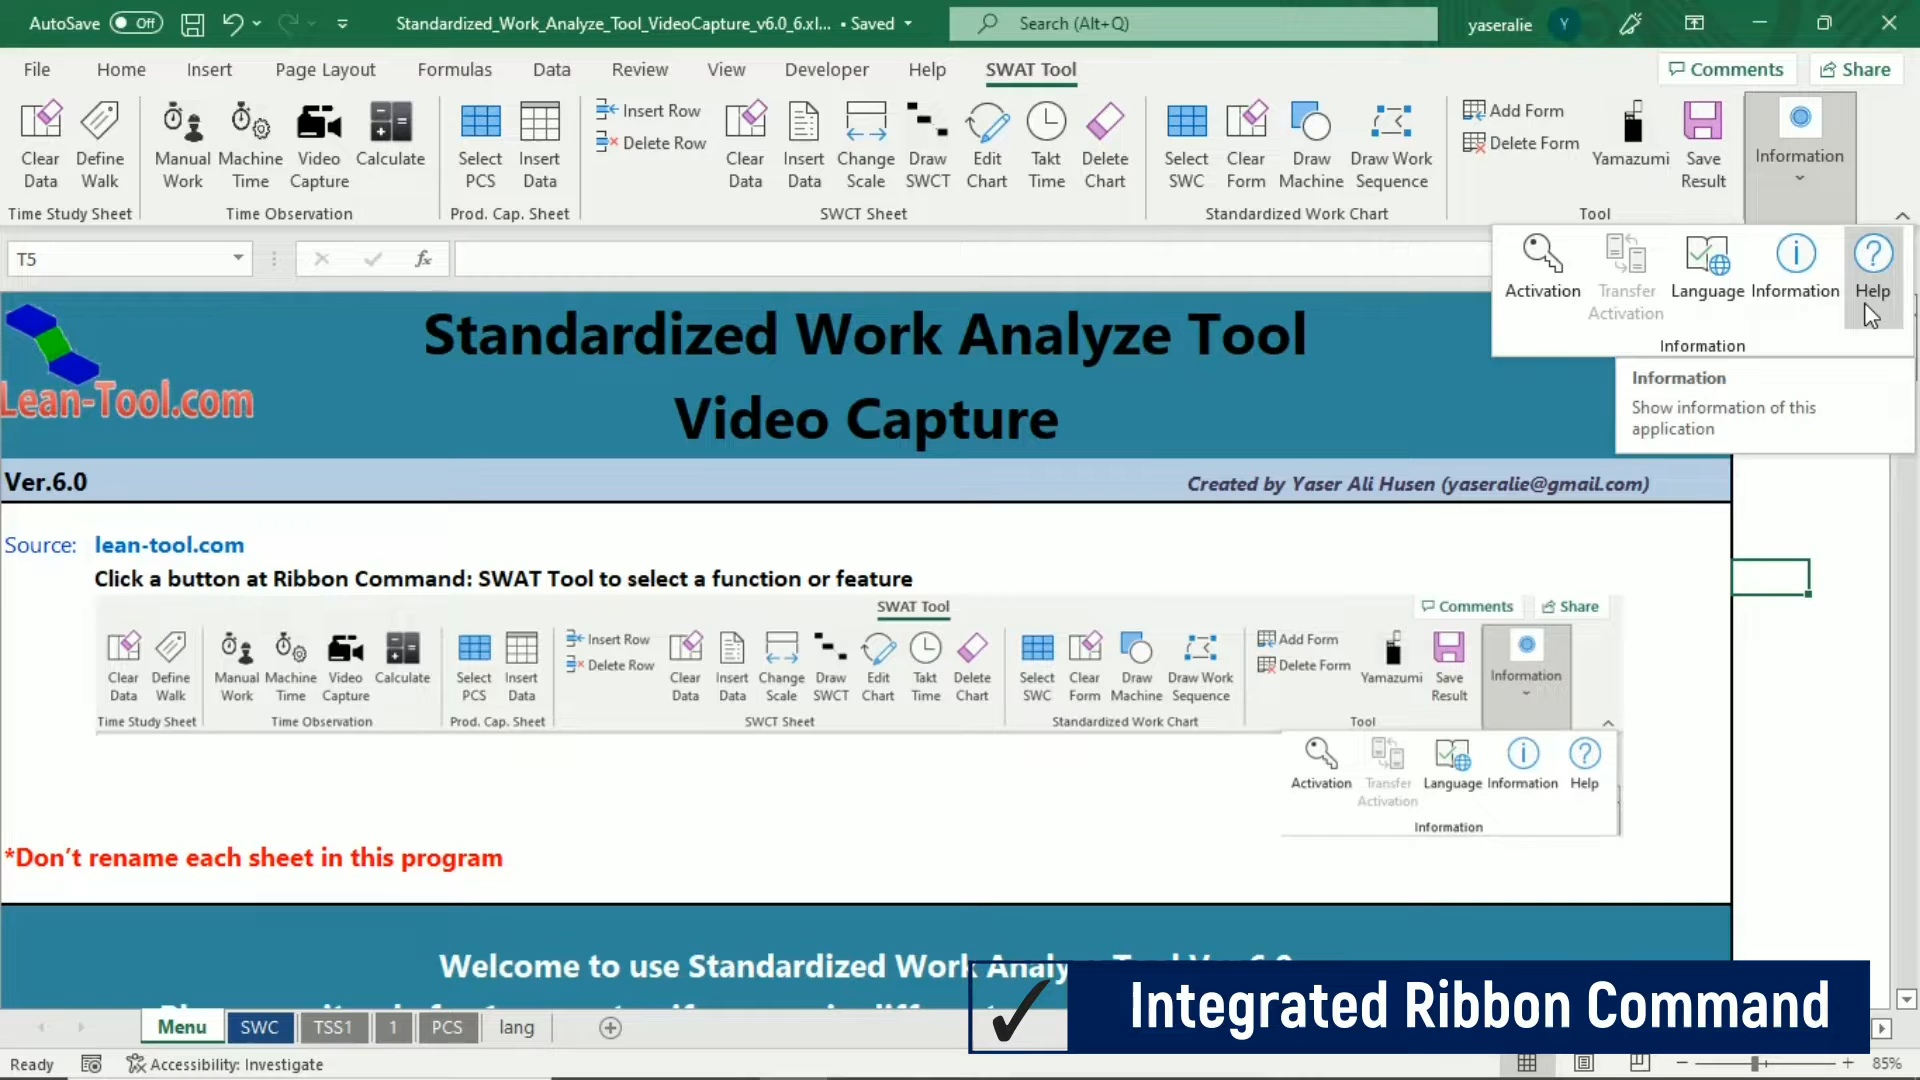 AutoSave Off
Standardized_Work_Analyze_Tool_VideoCapture_v6.0_6.xl... • Saved
Search (Alt+Q)
yaseralie Y
File Home Insert Page Layout Formulas Data Review View Developer Help SWAT Tool Comments Share
Clear Data
Define Walk
Time Study Sheet
Manual Work
Machine Time
Video Capture
Calculate
Time Observation
Select PCS
Insert Data
Prod. Cap. Sheet
Insert Row
Delete Row
Clear Data
Insert Data
Change Scale
Draw SWCT
Edit Chart
Takt Time
Delete Chart
SWCT Sheet
Select SWC
Clear Form
Draw Machine
Draw Work Sequence
Standardized Work Chart
Add Form
Delete Form
Yamazumi
Save Result
Tool
Information
T5
fx
Activation
Transfer Activation
Language
Information
Help
Information
Information
Show information of this
application
Lean-Tool.com
Standardized Work Analyze Tool
Video Capture
Ver.6.0
Created by Yaser Ali Husen (yaseralie@gmail.com)
Source: lean-tool.com
Click a button at Ribbon Command: SWAT Tool to select a function or feature
SWAT Tool Comments Share
Clear Data
Define Walk
Time Study Sheet
Manual Work
Machine Time
Video Capture
Calculate
Time Observation
Select PCS
Insert Data
Prod. Cap. Sheet
Insert Row
Delete Row
Clear Data
Insert Data
Change Scale
Draw SWCT
Edit Chart
Takt Time
Delete Chart
SWCT Sheet
Select SWC
Clear Form
Draw Machine
Draw Work Sequence
Standardized Work Chart
Add Form
Delete Form
Yamazumi
Save Result
Tool
Information
Activation
Transfer Activation
Language
Information
Help
Information
*Don't rename each sheet in this program
Welcome to use Standardized Work Analyze Tool Ver.6.0
✓ Integrated Ribbon Command
Menu SWC TSS1 1 PCS lang
Ready Accessibility: Investigate 85%